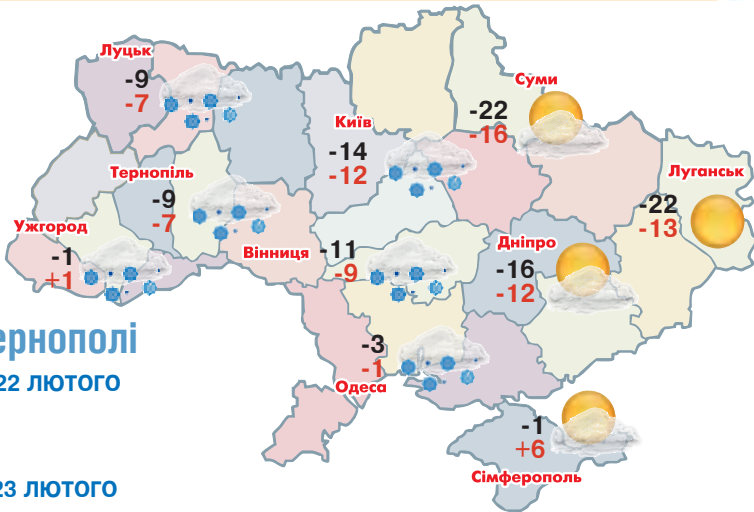 Луцьк
-9
-7
Суми
-22
-16
Київ
-14
-12
Тернопіль
-9
-7
Луганськ
-22
-13
Ужгород
-1
+1
Вінниця
-11
-9
Дніпро
-16
-12
ернополі
22 ЛЮТОГО
-3
-1
Одеса
-1
+6
Сімферополь
23 ЛЮТОГО